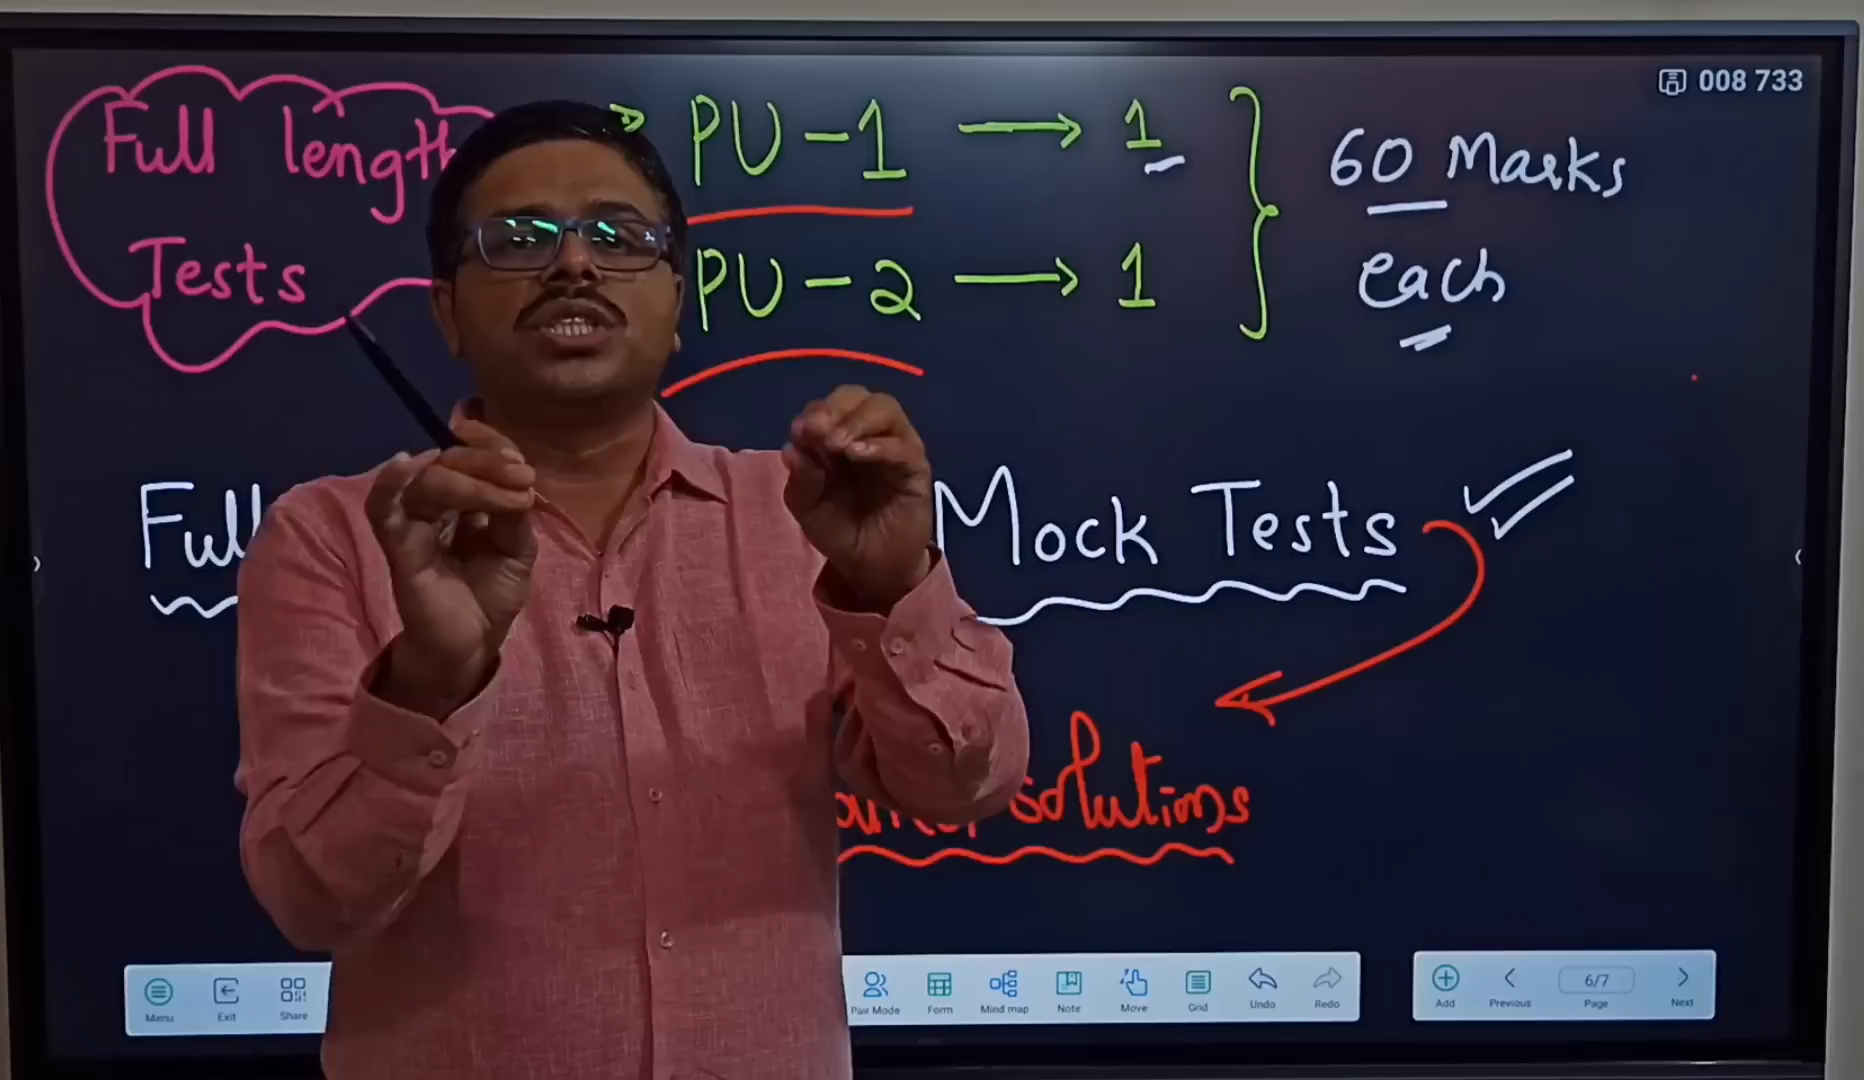 008 733
Full length
Tests
PU-1 → 1
PU-2 → 1
60 Marks
each
Full
Mock Tests
solutions
Menu
Exit
Share
Pair Mode
Form
Mind map
Note
Move
Grid
Undo
Redo
Add
Previous
6/7
Page
Next